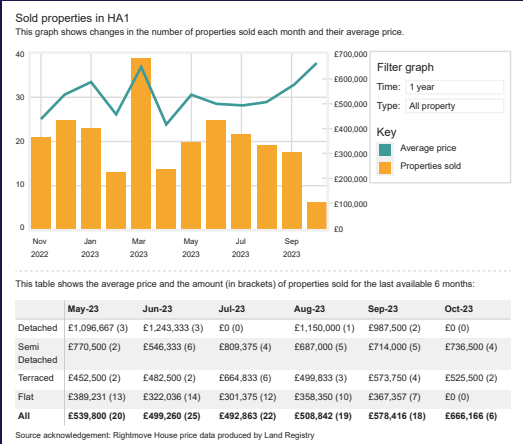 Sold properties in HA1
This graph shows changes in the number of properties sold each month and their average price.
40
30
20
10
0
£700,000
£600,000
£500,000
£400,000
£300,000
£200,000
£100,000
£0
Nov 2022
Jan 2023
Mar 2023
May 2023
Jul 2023
Sep 2023
Filter graph
Time: 1 year
Type: All property
Key
Average price
Properties sold
This table shows the average price and the amount (in brackets) of properties sold for the last available 6 months:
May-23 Jun-23 Jul-23 Aug-23 Sep-23 Oct-23
Detached £1,096,667 (3) £1,243,333 (3) £0 (0) £1,150,000 (1) £987,500 (2) £0 (0)
Semi Detached £770,500 (2) £546,333 (6) £809,375 (4) £687,000 (5) £714,000 (5) £736,500 (4)
Terraced £452,500 (2) £482,500 (2) £664,833 (6) £499,833 (3) £573,750 (4) £525,500 (2)
Flat £389,231 (13) £322,036 (14) £301,375 (12) £358,350 (10) £367,357 (7) £0 (0)
All £539,800 (20) £499,260 (25) £492,863 (22) £508,842 (19) £578,416 (18) £666,166 (6)
Source acknowledgement: Rightmove House price data produced by Land Registry